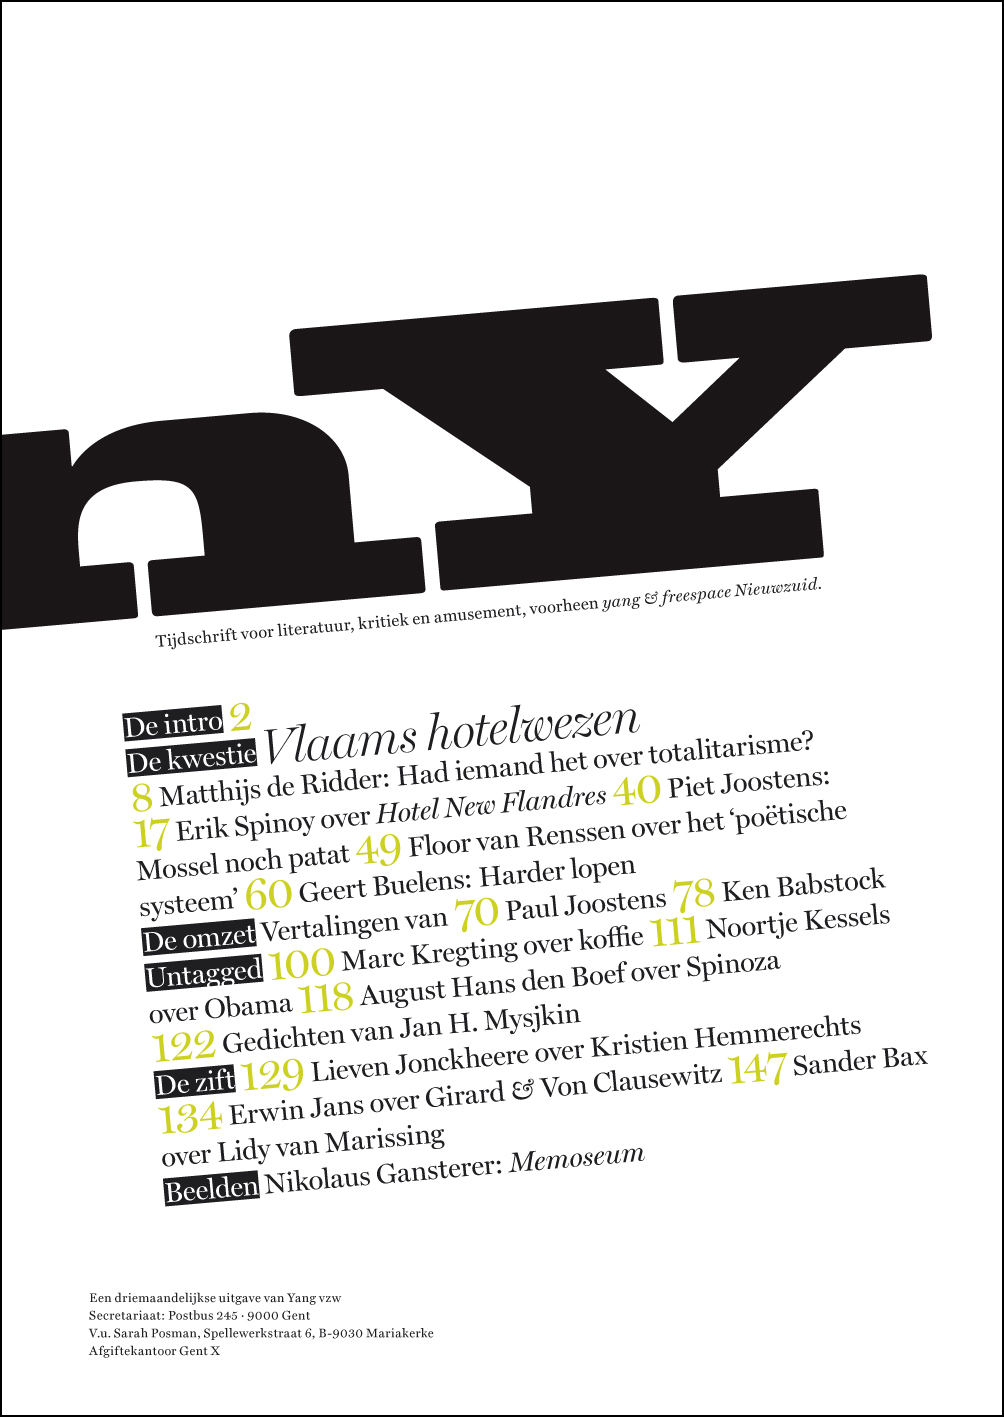 nY
Tijdschrift voor literatuur, kritiek en amusement, voorheen yang & freespace Nieuwzuid.
De intro 2
De kwestie Vlaams hotelwezen
8 Matthijs de Ridder: Had iemand het over totalitarisme?
17 Erik Spinoy over Hotel New Flandres 40 Piet Joostens:
Mossel noch patat 49 Floor van Renssen over het ‘poëtische
systeem’ 60 Geert Buelens: Harder lopen
De omzet Vertalingen van 70 Paul Joostens 78 Ken Babstock
Untagged 100 Marc Kregting over koffie 111 Noortje Kessels
over Obama 118 August Hans den Boef over Spinoza
122 Gedichten van Jan H. Mysjkin
De zift 129 Lieven Jonckheere over Kristien Hemmerechts
134 Erwin Jans over Girard & Von Clausewitz 147 Sander Bax
over Lidy van Marissing
Beelden Nikolaus Gansterer: Memoseum
Een driemaandelijkse uitgave van Yang vzw
Secretariaat: Postbus 245 · 9000 Gent
V.u. Sarah Posman, Spellewerkstraat 6, B-9030 Mariakerke
Afgiftekantoor Gent X